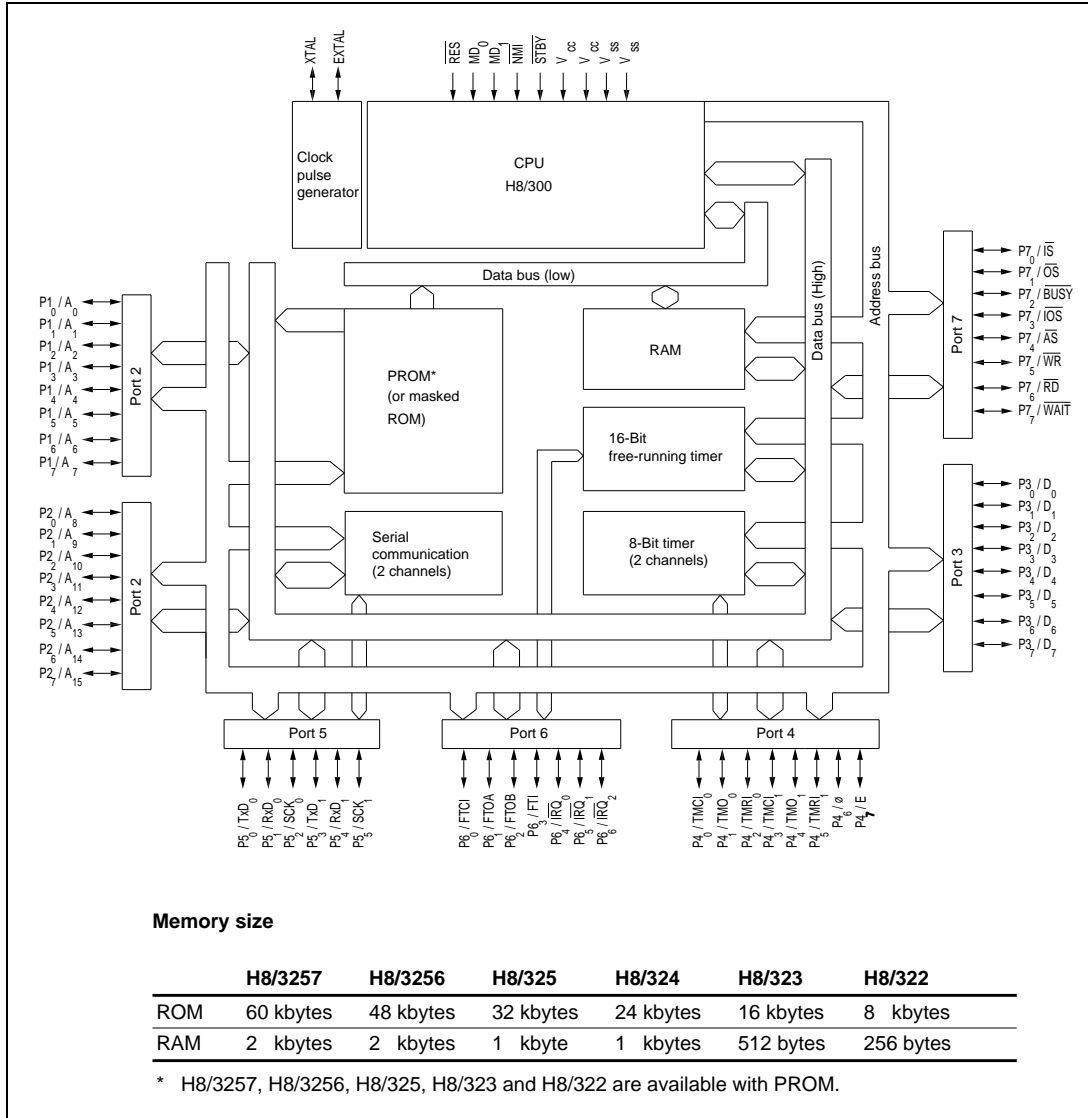 XTAL
EXTAL
RES
MD0
MD1
NMI
STBY
Vcc
Vcc
Vss
Vss
Clock
pulse
generator
CPU
H8/300
Data bus (low)
Data bus (High)
Address bus
PROM*
(or masked
ROM)
RAM
16-Bit
free-running timer
Serial
communication
(2 channels)
8-Bit timer
(2 channels)
P10 / A0
P11 / A1
P12 / A2
P13 / A3
P14 / A4
P15 / A5
P16 / A6
P17 / A7
Port 2
P20 / A8
P21 / A9
P22 / A10
P23 / A11
P24 / A12
P25 / A13
P26 / A14
P27 / A15
Port 2
Port 7
P70 / IS
P71 / OS
P72 / BUSY
P73 / IOS
P74 / AS
P75 / WR
P76 / RD
P77 / WAIT
Port 3
P30 / D0
P31 / D1
P32 / D2
P33 / D3
P34 / D4
P35 / D5
P36 / D6
P37 / D7
Port 5
P50 / TxD0
P51 / RxD0
P52 / SCK0
P53 / TxD1
P54 / RxD1
P55 / SCK1
Port 6
P60 / FTCI
P61 / FTOA
P62 / FTOB
P63 / FTI
P64 / IRQ0
P65 / IRQ1
P66 / IRQ2
Port 4
P40 / TMCI0
P41 / TMO0
P42 / TMRI0
P43 / TMCI1
P44 / TMO1
P45 / TMRI1
P46 / ø
P47 / E
Memory size
H8/3257 H8/3256 H8/325 H8/324 H8/323 H8/322
ROM 60 kbytes 48 kbytes 32 kbytes 24 kbytes 16 kbytes 8 kbytes
RAM 2 kbytes 2 kbytes 1 kbyte 1 kbytes 512 bytes 256 bytes
* H8/3257, H8/3256, H8/325, H8/323 and H8/322 are available with PROM.